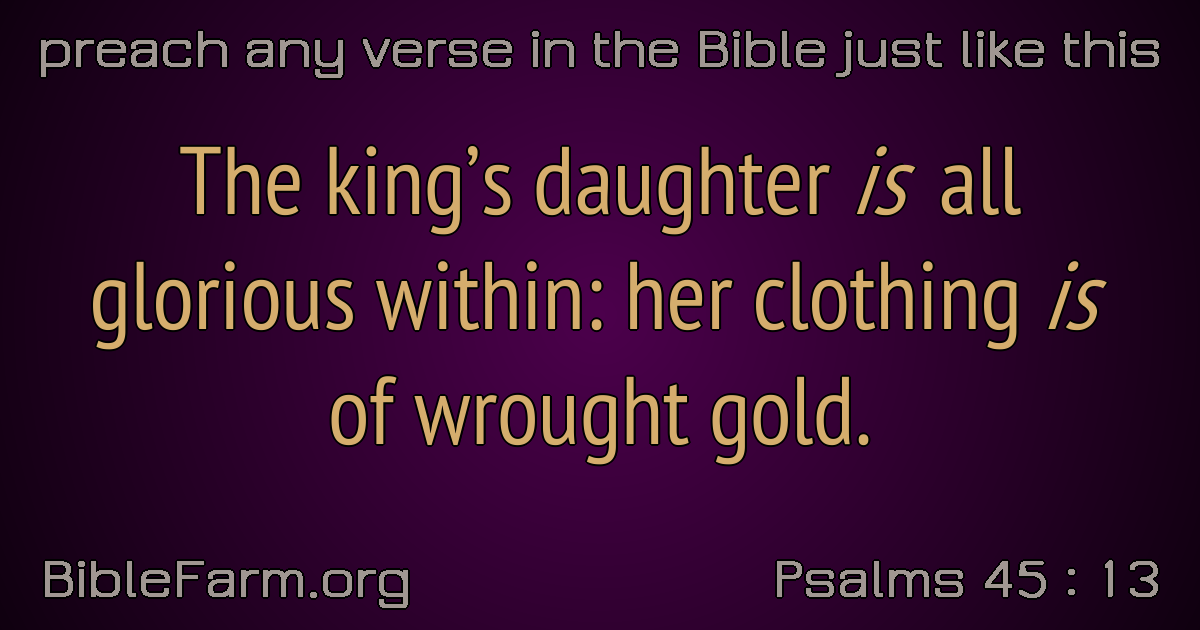 preach any verse in the Bible just like this
The king’s daughter is all
glorious within: her clothing is
of wrought gold.
BibleFarm.org
Psalms 45 : 13